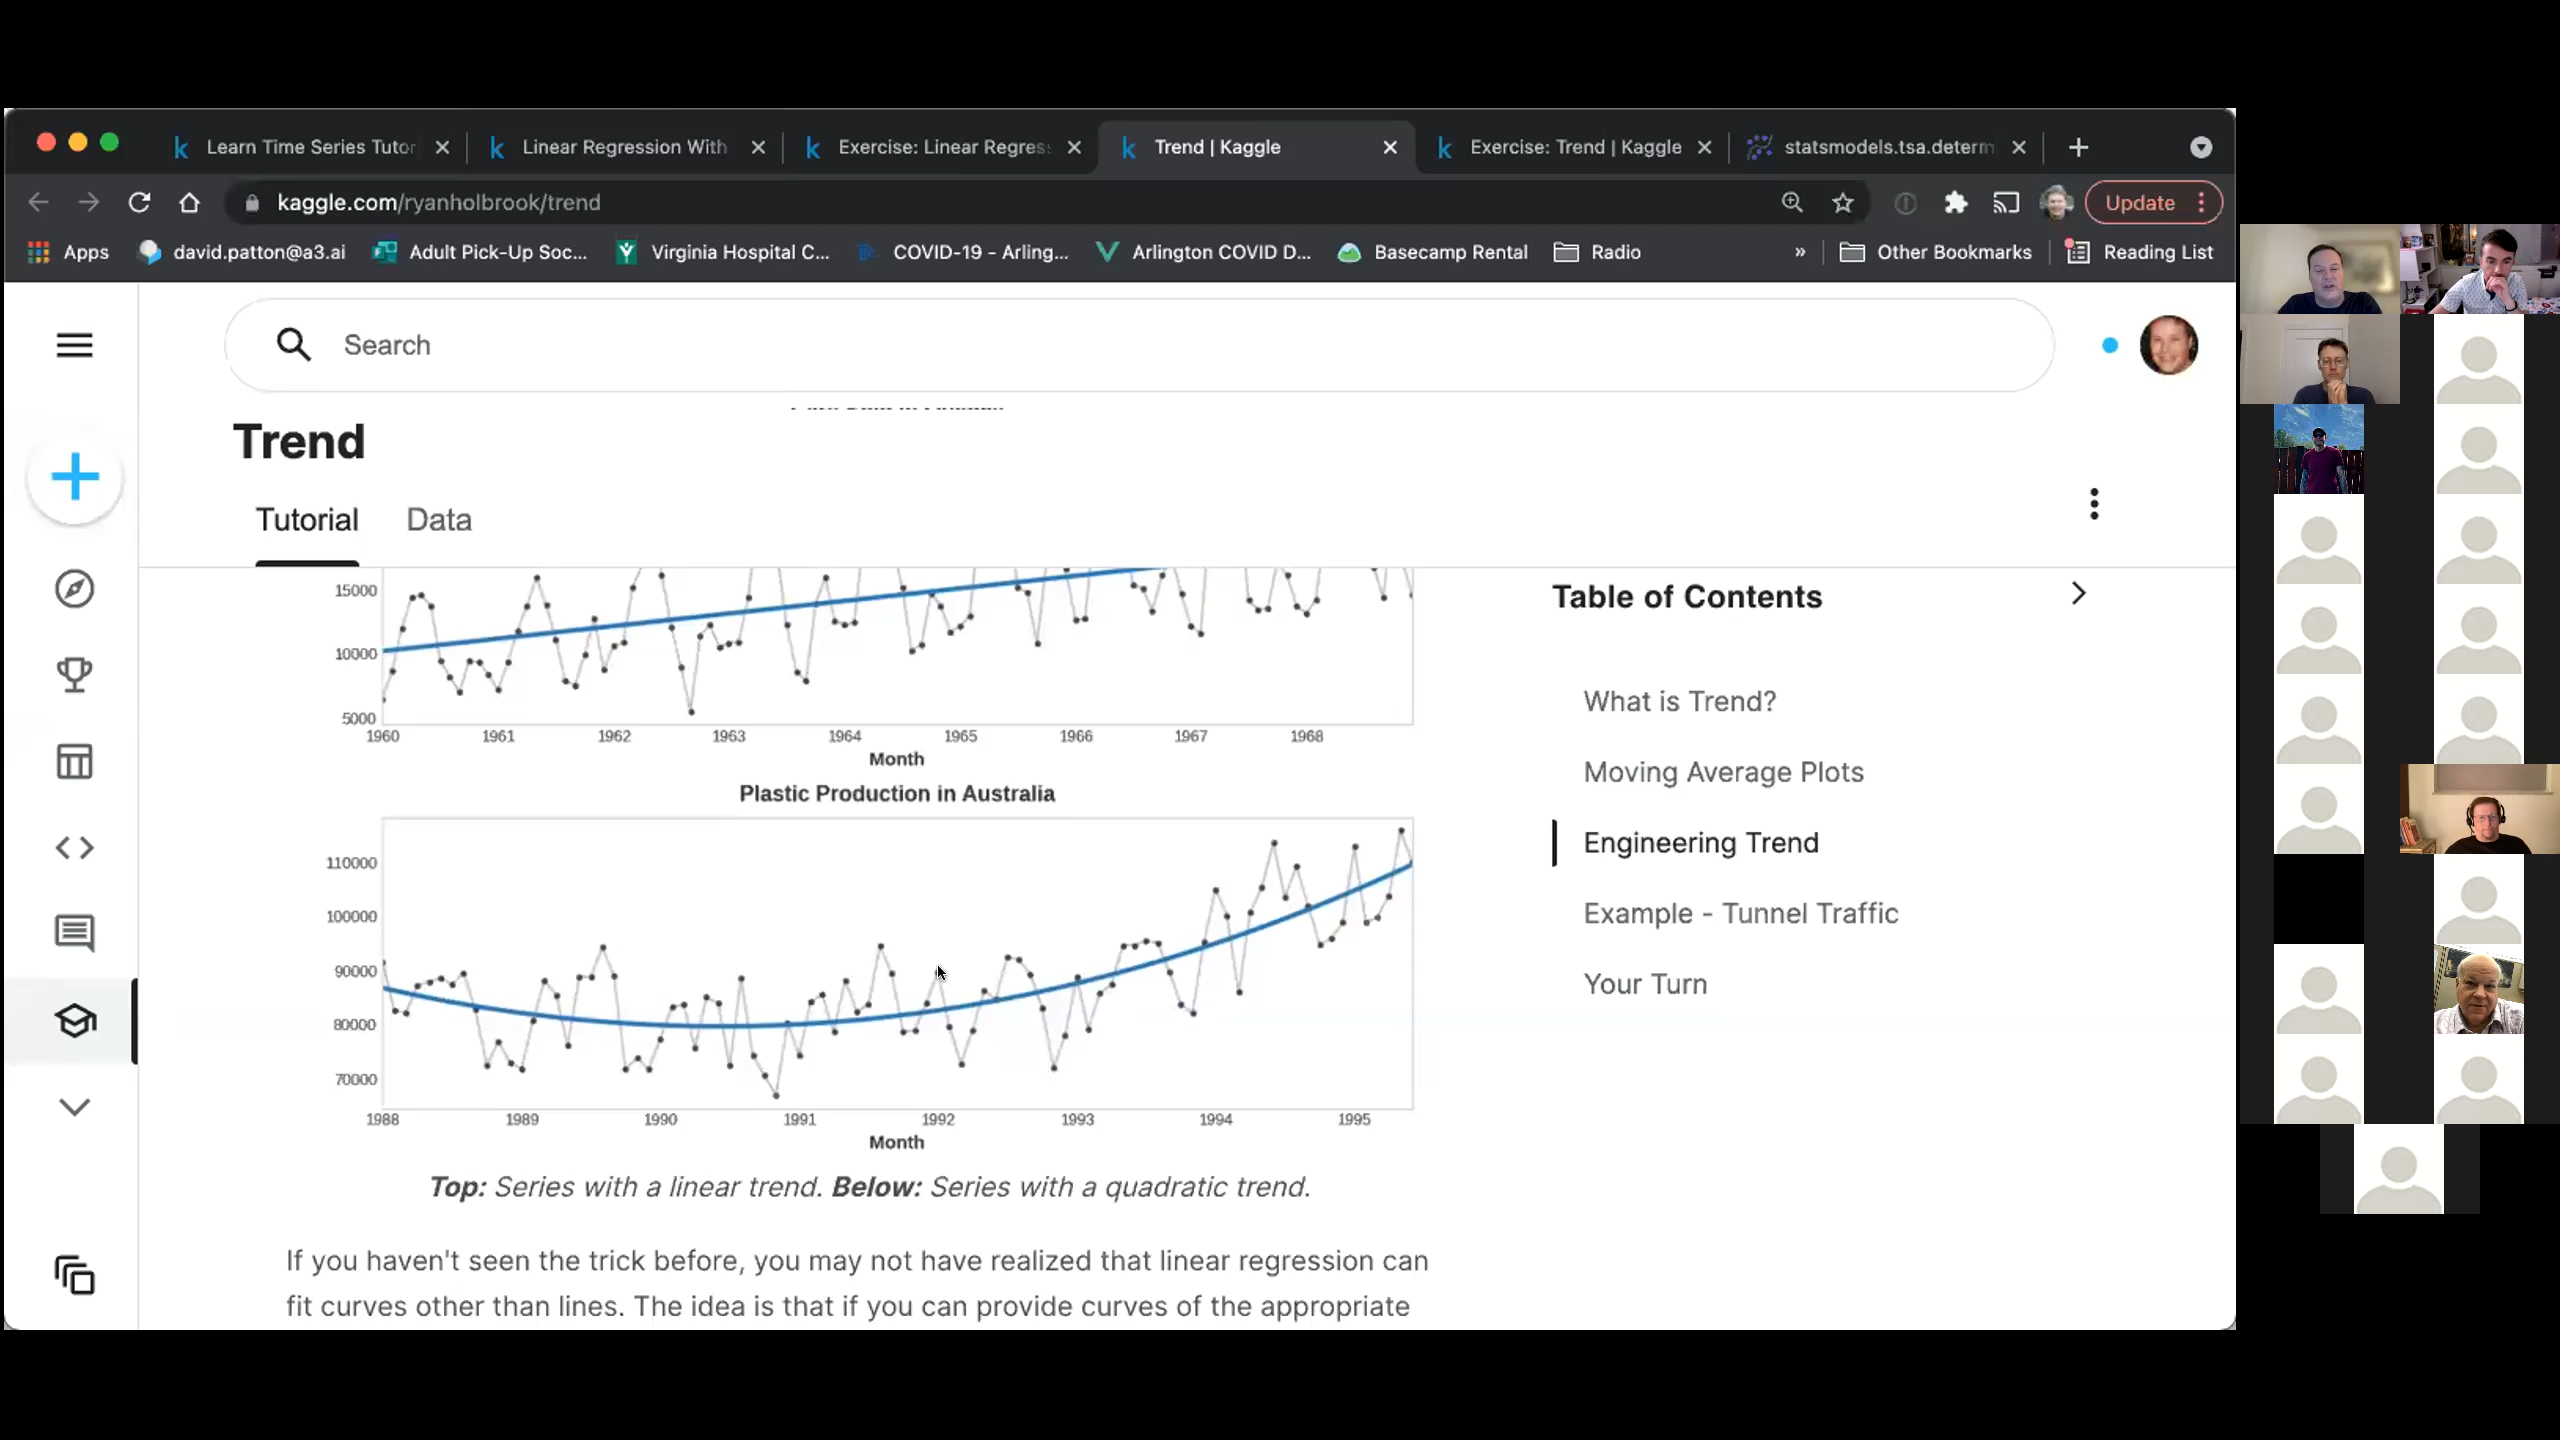 Learn Time Series Tutor
Linear Regression With
Exercise: Linear Regres
Trend | Kaggle
Exercise: Trend | Kaggle
statsmodels.tsa.determ
kaggle.com/ryanholbrook/trend
Update
Apps
david.patton@a3.ai
Adult Pick-Up Soc...
Virginia Hospital C...
COVID-19 - Arling...
Arlington COVID D...
Basecamp Rental
Radio
»
Other Bookmarks
Reading List
Search
Trend
Tutorial
Data
15000
10000
5000
1960 1961 1962 1963 1964 1965 1966 1967 1968
Month
Plastic Production in Australia
110000
100000
90000
80000
70000
1988 1989 1990 1991 1992 1993 1994 1995
Month
Top: Series with a linear trend. Below: Series with a quadratic trend.
If you haven't seen the trick before, you may not have realized that linear regression can
fit curves other than lines. The idea is that if you can provide curves of the appropriate
Table of Contents
What is Trend?
Moving Average Plots
Engineering Trend
Example - Tunnel Traffic
Your Turn